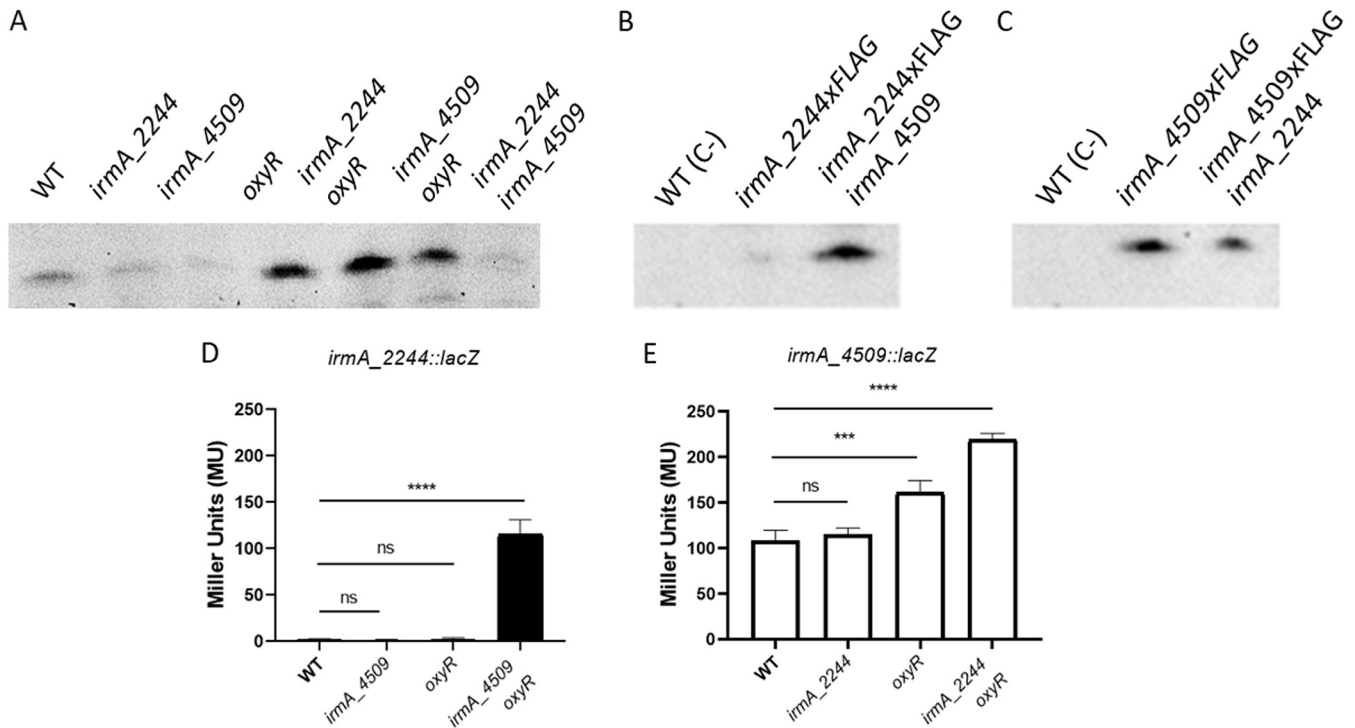 A
WT
irmA_2244
irmA_4509
oxyR
irmA_2244
oxyR
irmA_4509
oxyR
irmA_2244
irmA_4509
B
WT (C-)
irmA_2244xFLAG
irmA_2244xFLAG
irmA_4509
C
WT (C-)
irmA_4509xFLAG
irmA_4509xFLAG
irmA_2244
D
irmA_2244::lacZ
Miller Units (MU)
250
200
150
100
50
0
****
ns
ns
WT
irmA_4509
oxyR
irmA_4509
oxyR
E
irmA_4509::lacZ
Miller Units (MU)
250
200
150
100
50
0
****
***
ns
WT
irmA_2244
oxyR
irmA_2244
oxyR